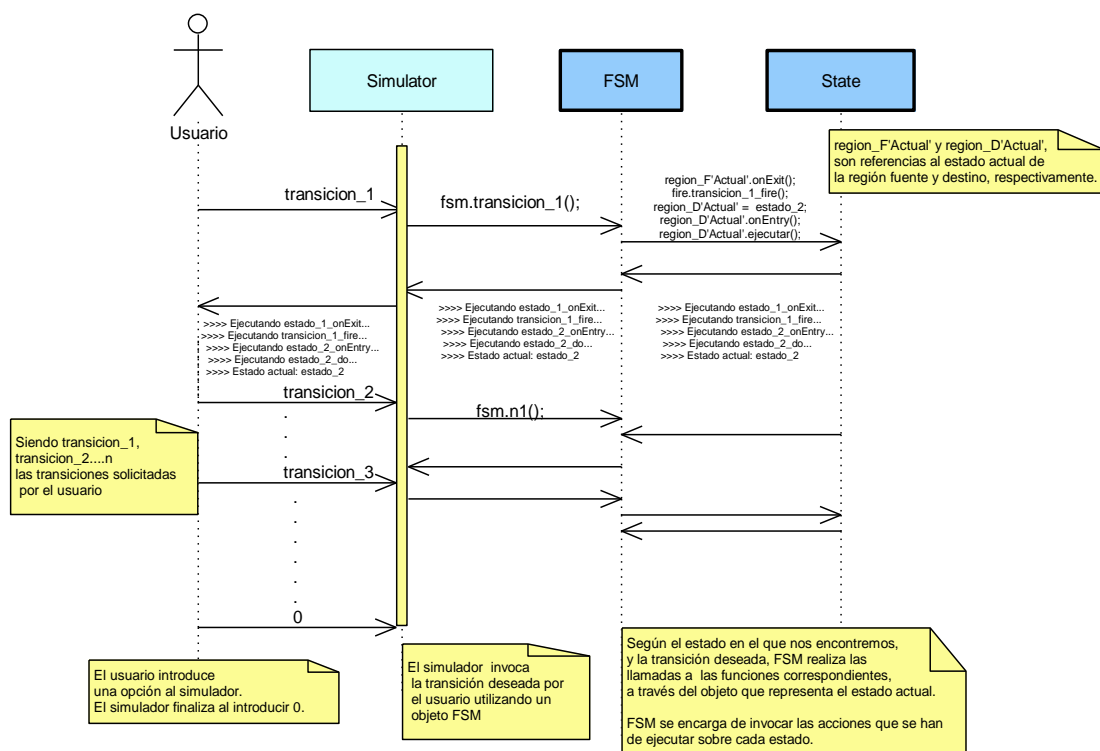 Usuario
Simulator
FSM
State
region_F'Actual' y region_D'Actual',
son referencias al estado actual de
la región fuente y destino, respectivamente.
transicion_1
fsm.transicion_1();
region_F'Actual'.onExit();
fire.transicion_1_fire();
region_D'Actual' = estado_2;
region_D'Actual'.onEntry();
region_D'Actual'.ejecutar();
>>>> Ejecutando estado_1_onExit...
>>>> Ejecutando transicion_1_fire...
>>>> Ejecutando estado_2_onEntry...
>>>> Ejecutando estado_2_do...
>>>> Estado actual: estado_2
>>>> Ejecutando estado_1_onExit...
>>>> Ejecutando transicion_1_fire...
>>>> Ejecutando estado_2_onEntry...
>>>> Ejecutando estado_2_do...
>>>> Estado actual: estado_2
>>>> Ejecutando estado_1_onExit...
>>>> Ejecutando transicion_1_fire...
>>>> Ejecutando estado_2_onEntry...
>>>> Ejecutando estado_2_do...
>>>> Estado actual: estado_2
transicion_2
fsm.n1();
Siendo transicion_1,
transicion_2....n
las transiciones solicitadas
por el usuario
transicion_3
0
El usuario introduce
una opción al simulador.
El simulador finaliza al introducir 0.
El simulador invoca
la transición deseada por
el usuario utilizando un
objeto FSM
Según el estado en el que nos encontremos,
y la transición deseada, FSM realiza las
llamadas a las funciones correspondientes,
a través del objeto que representa el estado actual.
FSM se encarga de invocar las acciones que se han
de ejecutar sobre cada estado.